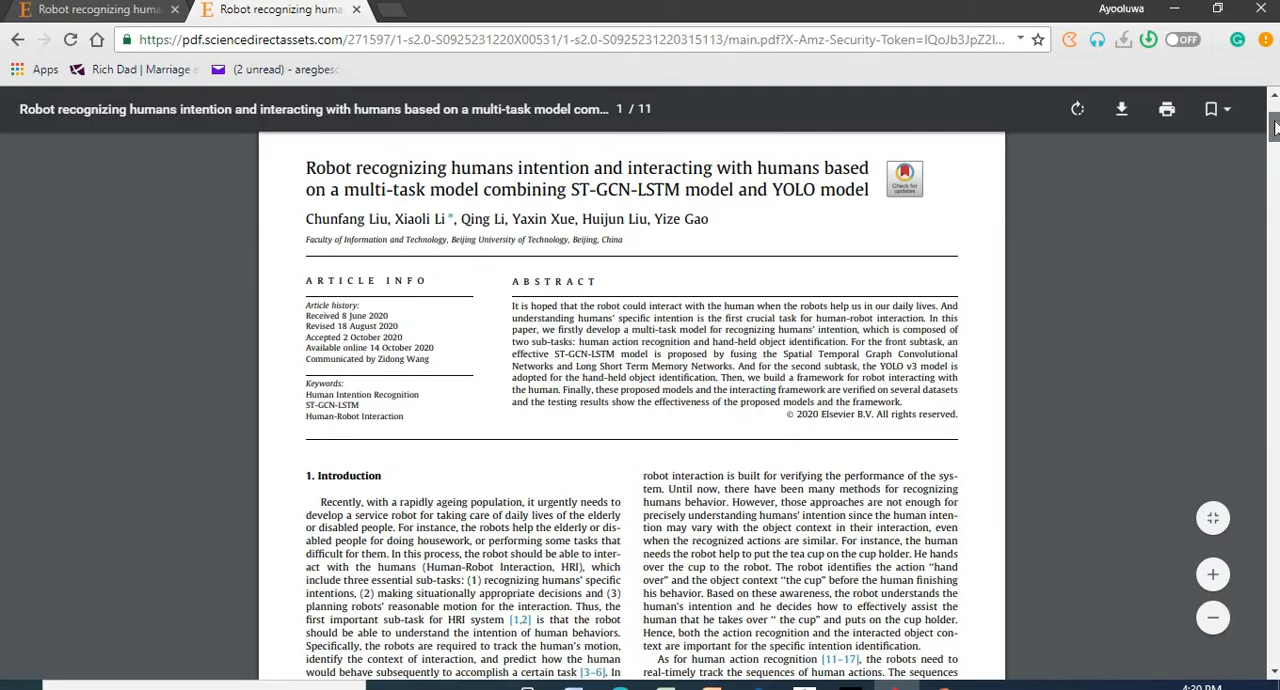 Robot recognizing huma
Robot recognizing huma
Ayooluwa
https://pdf.sciencedirectassets.com/271597/1-s2.0-S0925231220X00531/1-s2.0-S0925231220315113/main.pdf?X-Amz-Security-Token=IQoJb3JpZ2I...
OFF
Apps
Rich Dad | Marriage
(2 unread) - aregbes
Robot recognizing humans intention and interacting with humans based on a multi-task model com... 1 / 11
Robot recognizing humans intention and interacting with humans based
on a multi-task model combining ST-GCN-LSTM model and YOLO model
Check for
updates
Chunfang Liu, Xiaoli Li *, Qing Li, Yaxin Xue, Huijun Liu, Yize Gao
Faculty of Information and Technology, Beijing University of Technology, Beijing, China
ARTICLE INFO
Article history:
Received 8 June 2020
Revised 18 August 2020
Accepted 2 October 2020
Available online 14 October 2020
Communicated by Zidong Wang
Keywords:
Human Intention Recognition
ST-GCN-LSTM
Human-Robot Interaction
ABSTRACT
It is hoped that the robot could interact with the human when the robots help us in our daily lives. And
understanding humans' specific intention is the first crucial task for human-robot interaction. In this
paper, we firstly develop a multi-task model for recognizing humans' intention, which is composed of
two sub-tasks: human action recognition and hand-held object identification. For the front subtask, an
effective ST-GCN-LSTM model is proposed by fusing the Spatial Temporal Graph Convolutional
Networks and Long Short Term Memory Networks. And for the second subtask, the YOLO v3 model is
adopted for the hand-held object identification. Then, we build a framework for robot interacting with
the human. Finally, these proposed models and the interacting framework are verified on several datasets
and the testing results show the effectiveness of the proposed models and the framework.
© 2020 Elsevier B.V. All rights reserved.
1. Introduction
Recently, with a rapidly ageing population, it urgently needs to
develop a service robot for taking care of daily lives of the elderly
or disabled people. For instance, the robots help the elderly or dis-
abled people for doing housework, or performing some tasks that
difficult for them. In this process, the robot should be able to inter-
act with the humans (Human-Robot Interaction, HRI), which
include three essential sub-tasks: (1) recognizing humans' specific
intentions, (2) making situationally appropriate decisions and (3)
planning robots' reasonable motion for the interaction. Thus, the
first important sub-task for HRI system [1,2] is that the robot
should be able to understand the intention of human behaviors.
Specifically, the robots are required to track the human's motion,
identify the context of interaction, and predict how the human
would behave subsequently to accomplish a certain task [3-6]. In
robot interaction is built for verifying the performance of the sys-
tem. Until now, there have been many methods for recognizing
humans behavior. However, those approaches are not enough for
precisely understanding humans' intention since the human inten-
tion may vary with the object context in their interaction, even
when the recognized actions are similar. For instance, the human
needs the robot help to put the tea cup on the cup holder. He hands
over the cup to the robot. The robot identifies the action "hand
over" and the object context "the cup" before the human finishing
his behavior. Based on these awareness, the robot understands the
human's intention and he decides how to effectively assist the
human that he takes over " the cup" and puts on the cup holder.
Hence, both the action recognition and the interacted object con-
text are important for the specific intention identification.
As for human action recognition [11-17], the robots need to
real-timely track the sequences of human actions. The sequences
4:30 PM